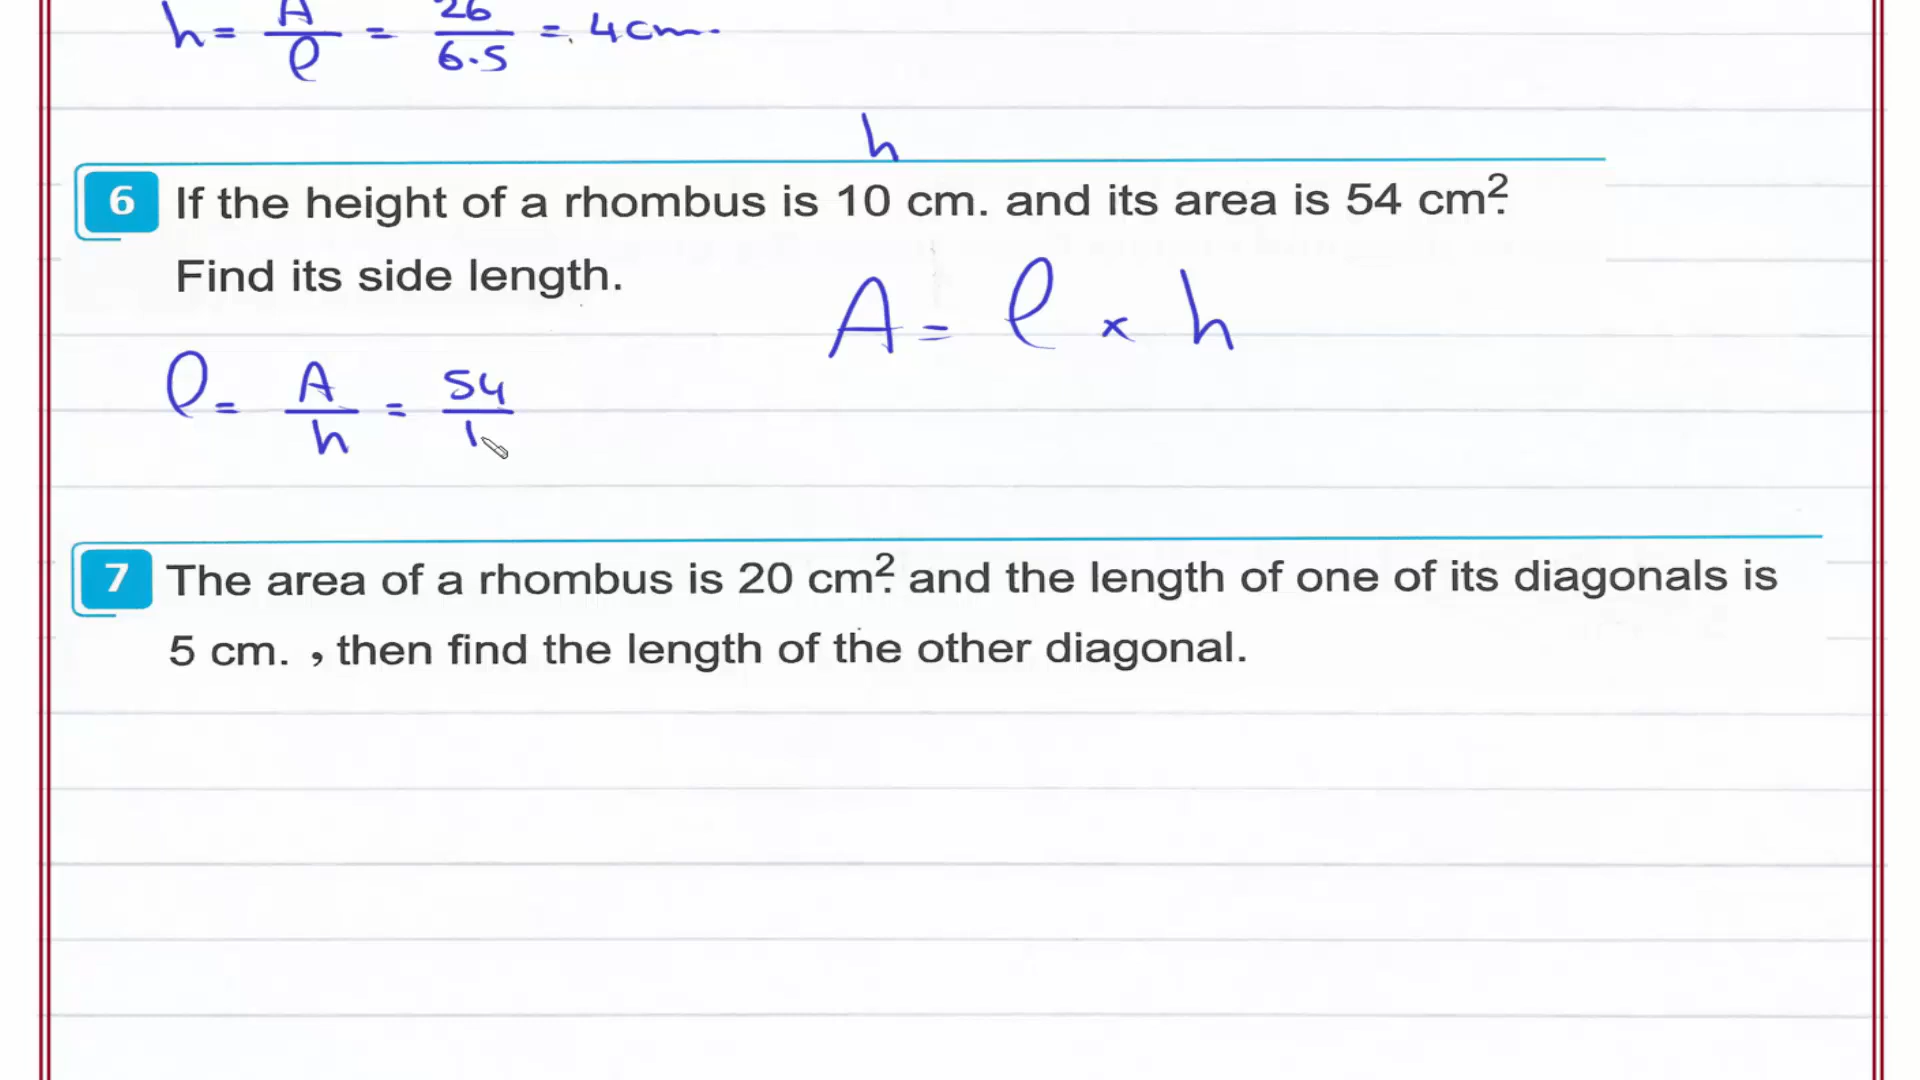 h = A/ℓ = 26/6.5 = 4 cm.
h
6 If the height of a rhombus is 10 cm. and its area is 54 cm².
Find its side length.
A = ℓ × h
ℓ = A/h = 54/1
7 The area of a rhombus is 20 cm². and the length of one of its diagonals is
5 cm. , then find the length of the other diagonal.